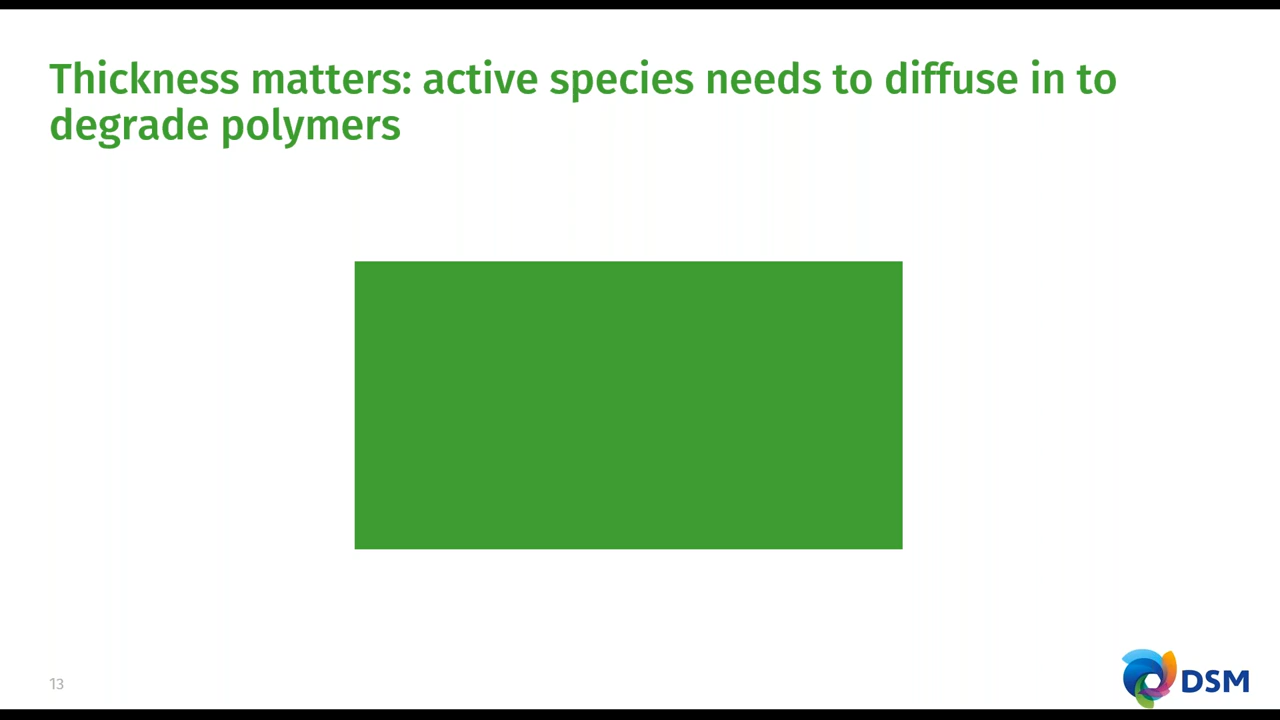 Thickness matters: active species needs to diffuse in to
degrade polymers
13
DSM